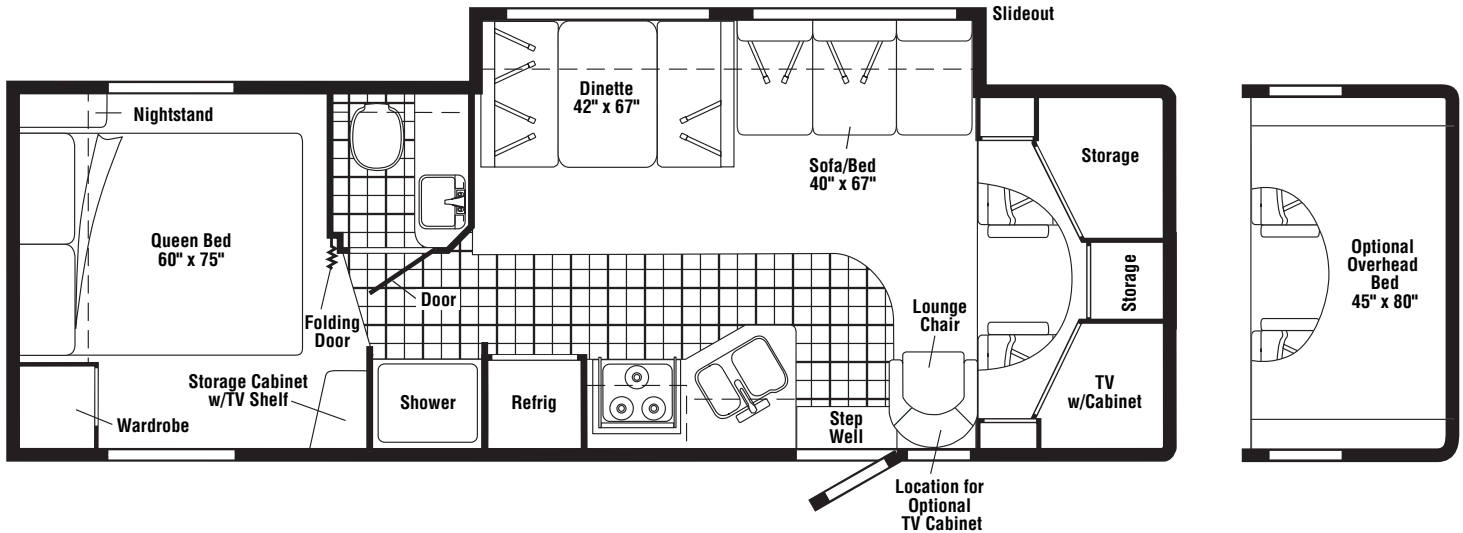 Slideout
Nightstand
Dinette
42" x 67"
Sofa/Bed
40" x 67"
Storage
Queen Bed
60" x 75"
Door
Folding
Door
Lounge
Chair
Storage
Optional
Overhead
Bed
45" x 80"
Storage Cabinet
w/TV Shelf
Wardrobe
Shower
Refrig
Step
Well
TV
w/Cabinet
Location for
Optional
TV Cabinet